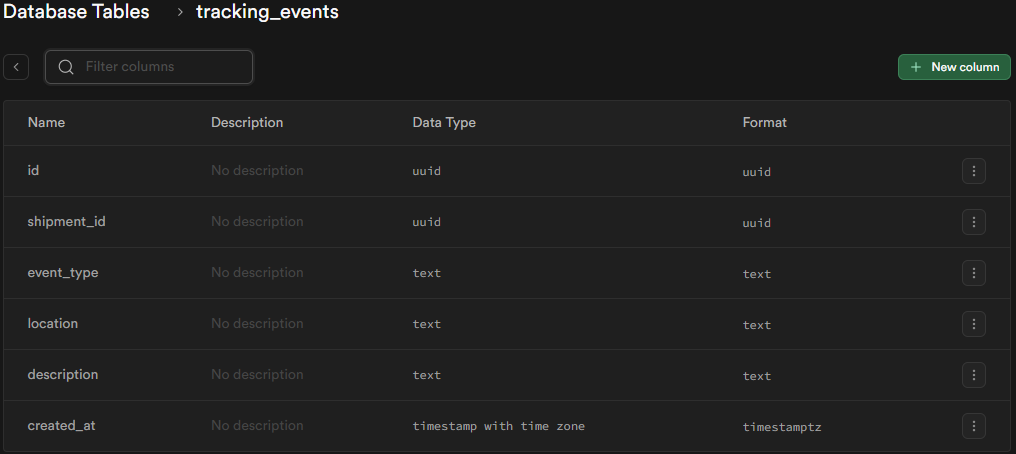 Database Tables > tracking_events
Filter columns
+ New column
Name Description Data Type Format
id No description uuid uuid
shipment_id No description uuid uuid
event_type No description text text
location No description text text
description No description text text
created_at No description timestamp with time zone timestamptz